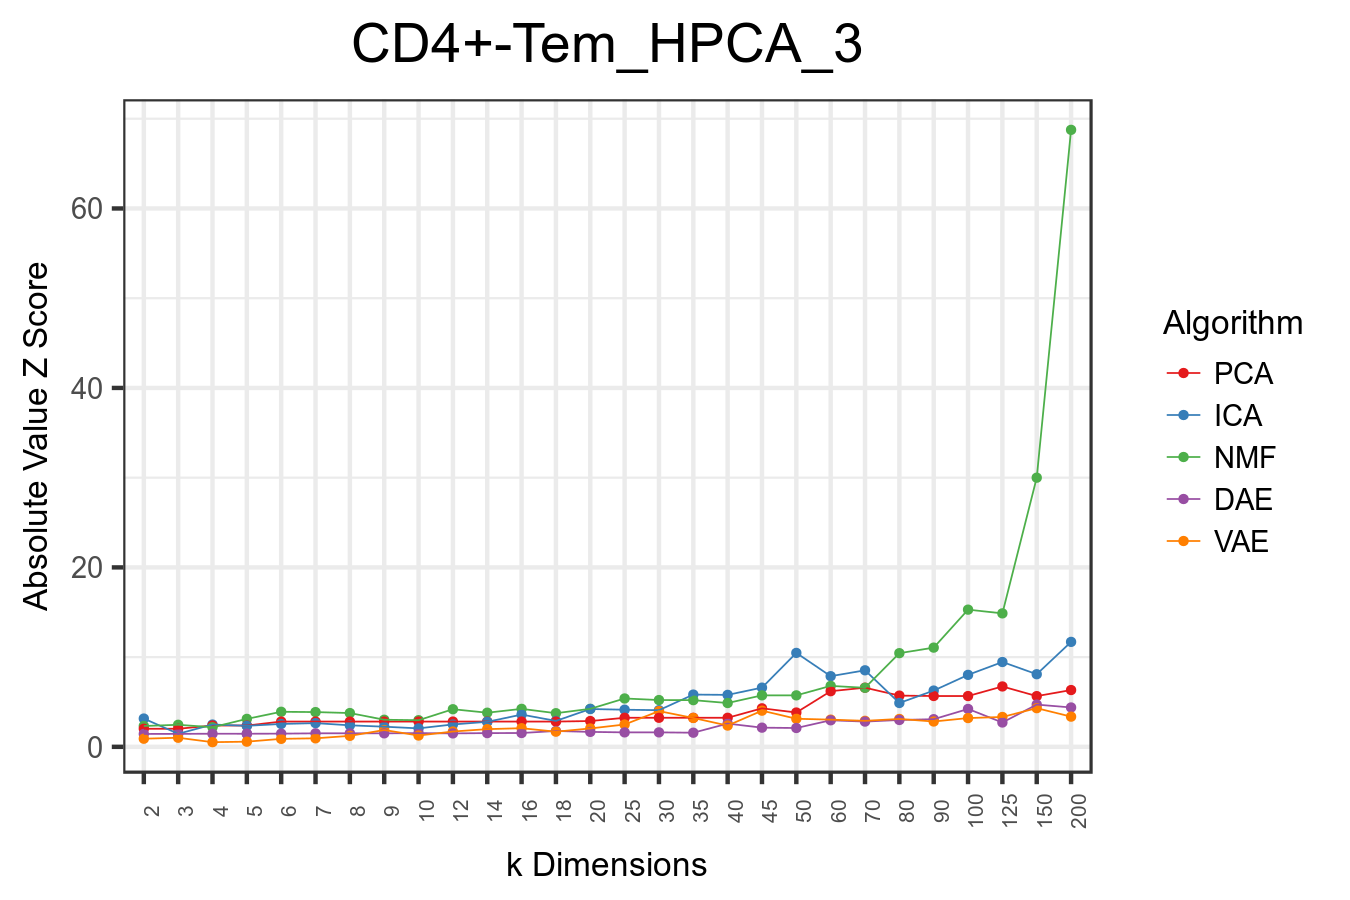 CD4+-Tem_HPCA_3
Absolute Value Z Score
60
40
20
0
2 3 4 5 6 7 8 9 10 12 14 16 18 20 25 30 35 40 45 50 60 70 80 90 100 125 150 200
k Dimensions
Algorithm
PCA
ICA
NMF
DAE
VAE